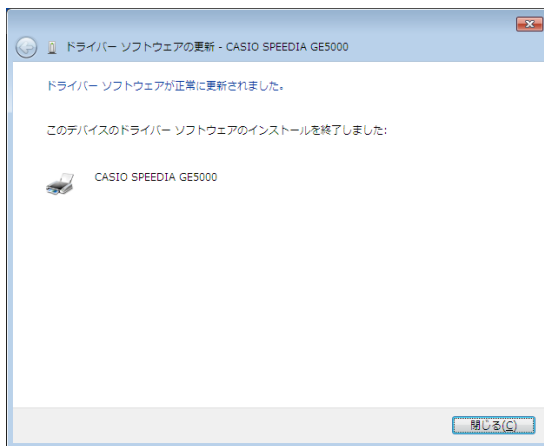 ドライバー ソフトウェアの更新 - CASIO SPEEDIA GE5000
ドライバー ソフトウェアが正常に更新されました。
このデバイスのドライバー ソフトウェアのインストールを終了しました:
CASIO SPEEDIA GE5000
閉じる(C)